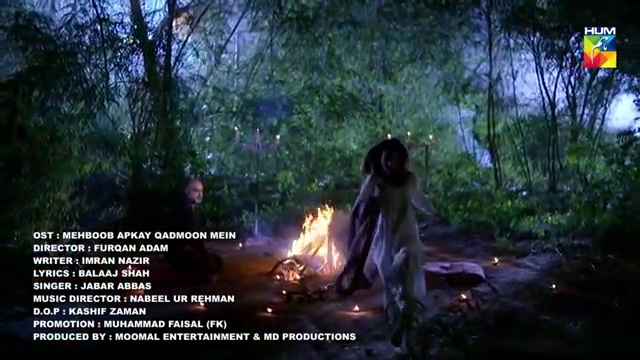 HUM
OST : MEHBOOB APKAY QADMOON MEIN
DIRECTOR : FURQAN ADAM
WRITER : IMRAN NAZIR
LYRICS : BALAAJ SHAH
SINGER : JABAR ABBAS
MUSIC DIRECTOR : NABEEL UR REHMAN
D.O.P : KASHIF ZAMAN
PROMOTION : MUHAMMAD FAISAL (FK)
PRODUCED BY : MOOMAL ENTERTAINMENT & MD PRODUCTIONS